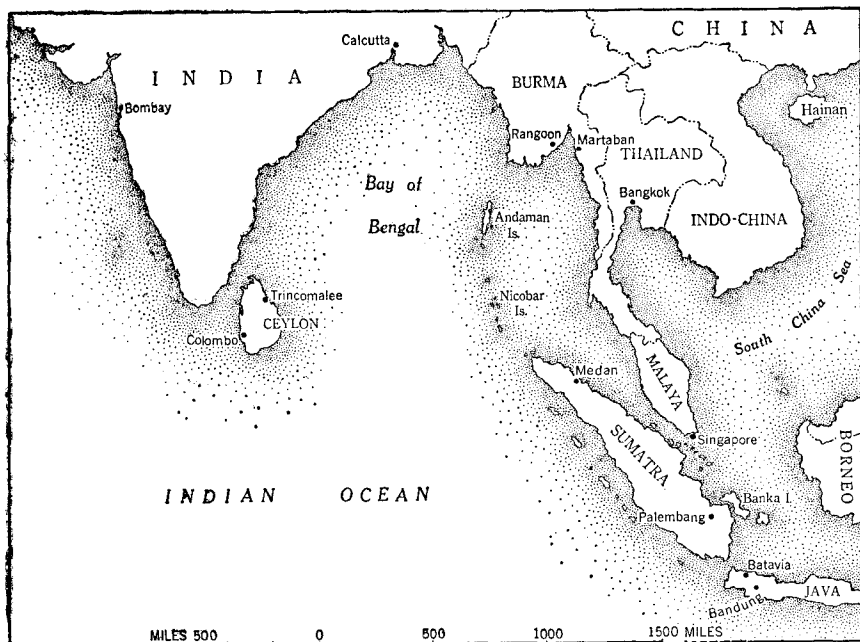 CHINA
Calcutta
INDIA
BURMA
Bombay
Hainan
Rangoon
Martaban
THAILAND
Bay of
Bengal
Bangkok
Andaman
Is.
INDO-CHINA
Trincomalee
Nicobar
Is.
CEYLON
Colombo
South China Sea
Medan
MALAYA
SUMATRA
Singapore
BORNEO
INDIAN OCEAN
Banka I.
Palembang
Batavia
JAVA
Bandung
MILES 500 0 500 1000 1500 MILES